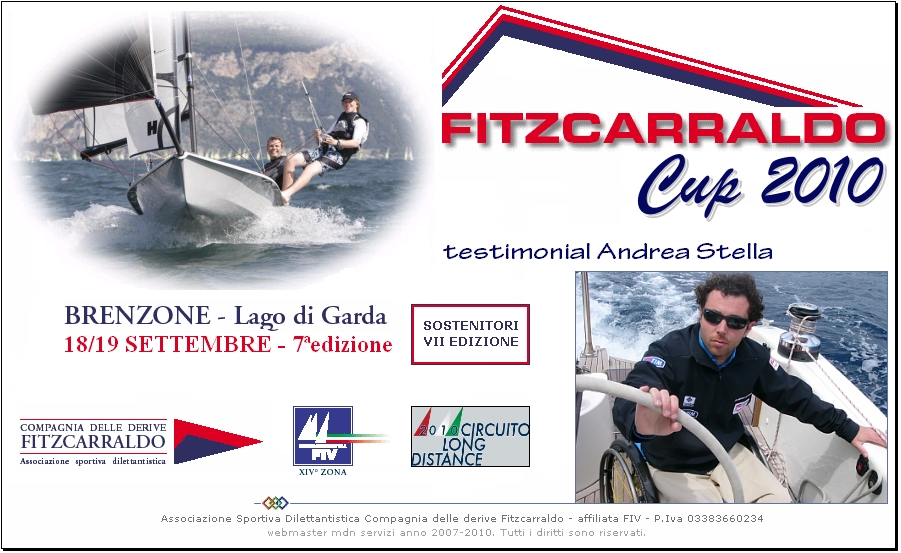 FITZCARRALDO
Cup 2010
testimonial Andrea Stella
H
BRENZONE - Lago di Garda
18/19 SETTEMBRE - 7ªedizione
SOSTENITORI
VII EDIZIONE
COMPAGNIA DELLE DERIVE
FITZCARRALDO
Associazione sportiva dilettantistica
FIV
XIV° ZONA
2010 CIRCUITO
LONG
DISTANCE
Associazione Sportiva Dilettantistica Compagnia delle derive Fitzcarraldo - affiliata FIV - P.Iva 03383660234
webmaster mdn servizi anno 2007-2010. Tutti i diritti sono riservati.